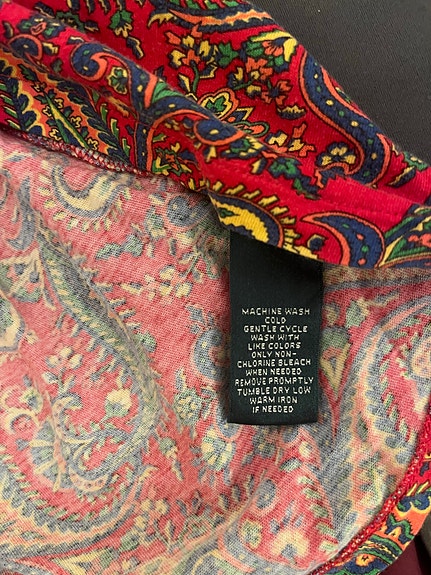 MACHINE WASH
COLD
GENTLE CYCLE
WASH WITH
LIKE COLORS
ONLY NON-
CHLORINE BLEACH
WHEN NEEDED
REMOVE PROMPTLY
TUMBLE DRY LOW
WARM IRON
IF NEEDED